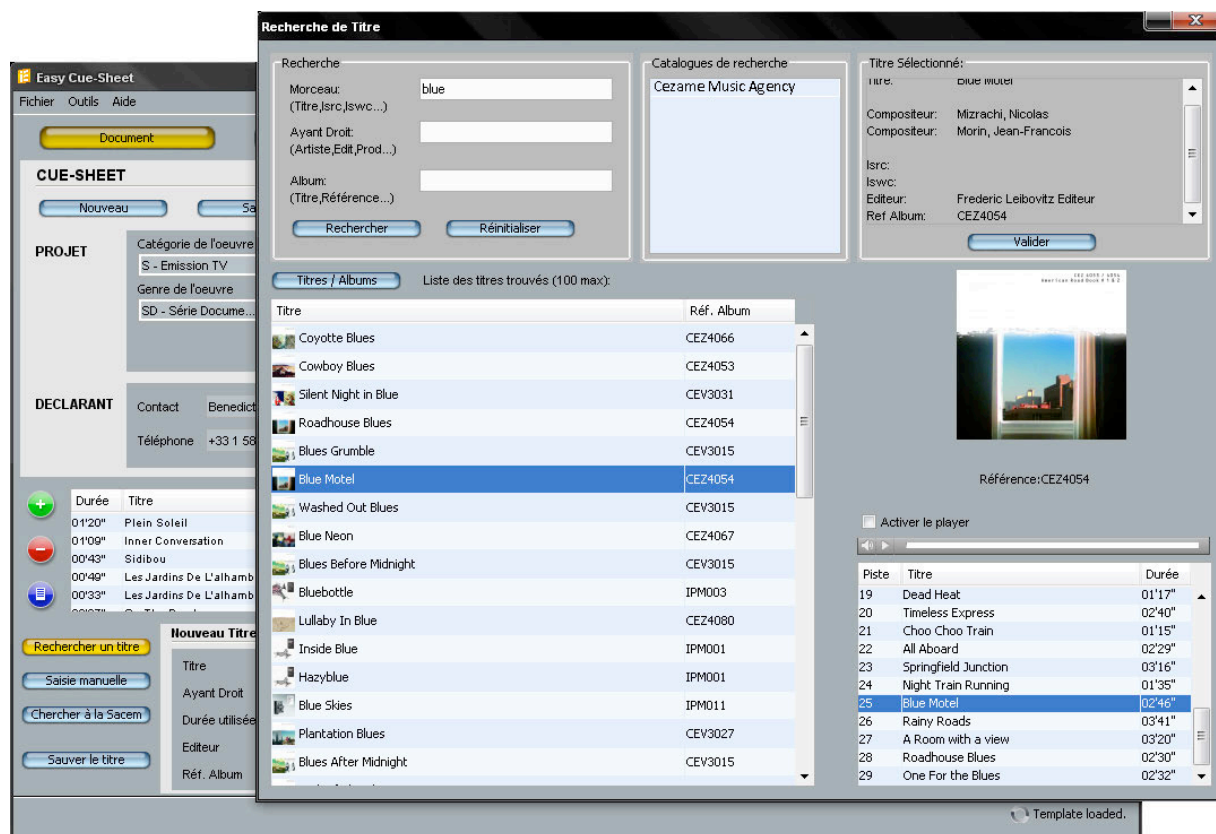 Recherche de Titre
Recherche
Morceau:
(Titre,Isrc,Iswc...)
blue
Ayant Droit:
(Artiste,Edit,Prod...)
Album:
(Titre,Référence...)
Rechercher
Réinitialiser
Catalogues de recherche
Cezame Music Agency
Titre Sélectionné:
Titre: Blue Motel
Compositeur: Mizrachi, Nicolas
Compositeur: Morin, Jean-Francois
Isrc:
Iswc:
Editeur: Frederic Leibovitz Editeur
Ref Album: CEZ4054
Valider
Titres / Albums
Liste des titres trouvés (100 max):
Titre Réf. Album
Coyotte Blues CEZ4066
Cowboy Blues CEZ4053
Silent Night in Blue CEV3031
Roadhouse Blues CEZ4054
Blues Grumble CEV3015
Blue Motel CEZ4054
Washed Out Blues CEV3015
Blue Neon CEZ4067
Blues Before Midnight CEV3015
Bluebottle IPM003
Lullaby In Blue CEZ4080
Inside Blue IPM001
Hazyblue IPM001
Blue Skies IPM011
Plantation Blues CEV3027
Blues After Midnight CEV3015
American Road Book # 1 & 2
Référence:CEZ4054
Activer le player
Piste Titre Durée
19 Dead Heat 01'17"
20 Timeless Express 02'40"
21 Choo Choo Train 01'15"
22 All Aboard 02'29"
23 Springfield Junction 03'16"
24 Night Train Running 01'35"
25 Blue Motel 02'46"
26 Rainy Roads 03'41"
27 A Room with a view 03'20"
28 Roadhouse Blues 02'30"
29 One For the Blues 02'32"
Easy Cue-Sheet
Fichier Outils Aide
Document
CUE-SHEET
Nouveau
Sa
PROJET
Catégorie de l'oeuvre
S - Emission TV
Genre de l'oeuvre
SD - Série Docume...
DECLARANT
Contact Benedict
Téléphone +33 1 58
Durée Titre
01'20" Plein Soleil
01'09" Inner Conversation
00'43" Sidibou
00'49" Les Jardins De L'alhamb
00'33" Les Jardins De L'alhamb
Rechercher un titre
Saisie manuelle
Chercher à la Sacem
Sauver le titre
Nouveau Titre
Titre
Ayant Droit
Durée utilisée
Editeur
Réf. Album
Template loaded.